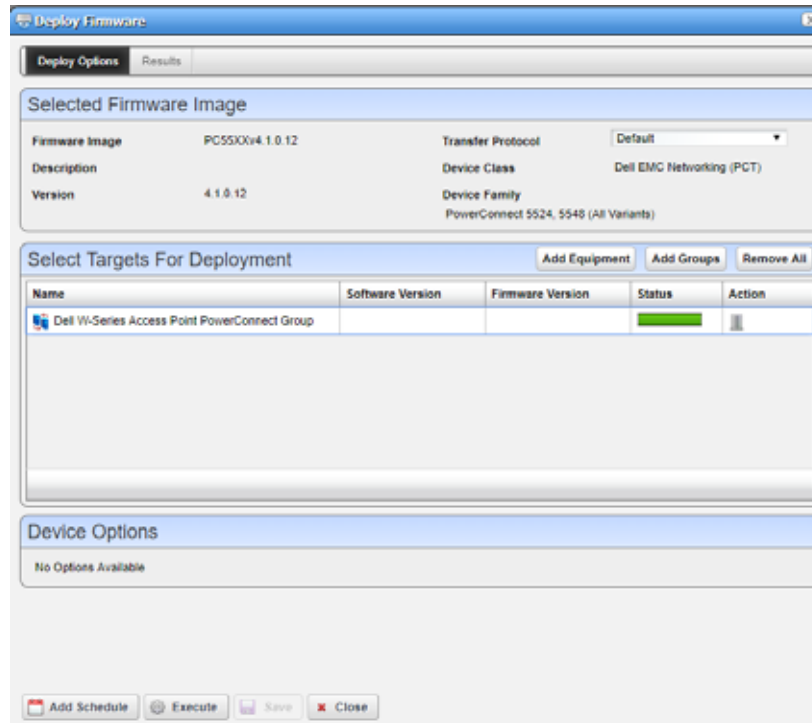 Deploy Firmware
Deploy Options Results
Selected Firmware Image
Firmware Image PC55XXv4.1.0.12 Transfer Protocol Default
Description Device Class Dell EMC Networking (PCT)
Version 4.1.0.12 Device Family
PowerConnect 5524, 5548 (All Variants)
Select Targets For Deployment Add Equipment Add Groups Remove All
Name Software Version Firmware Version Status Action
Dell W-Series Access Point PowerConnect Group
Device Options
No Options Available
Add Schedule Execute Save Close